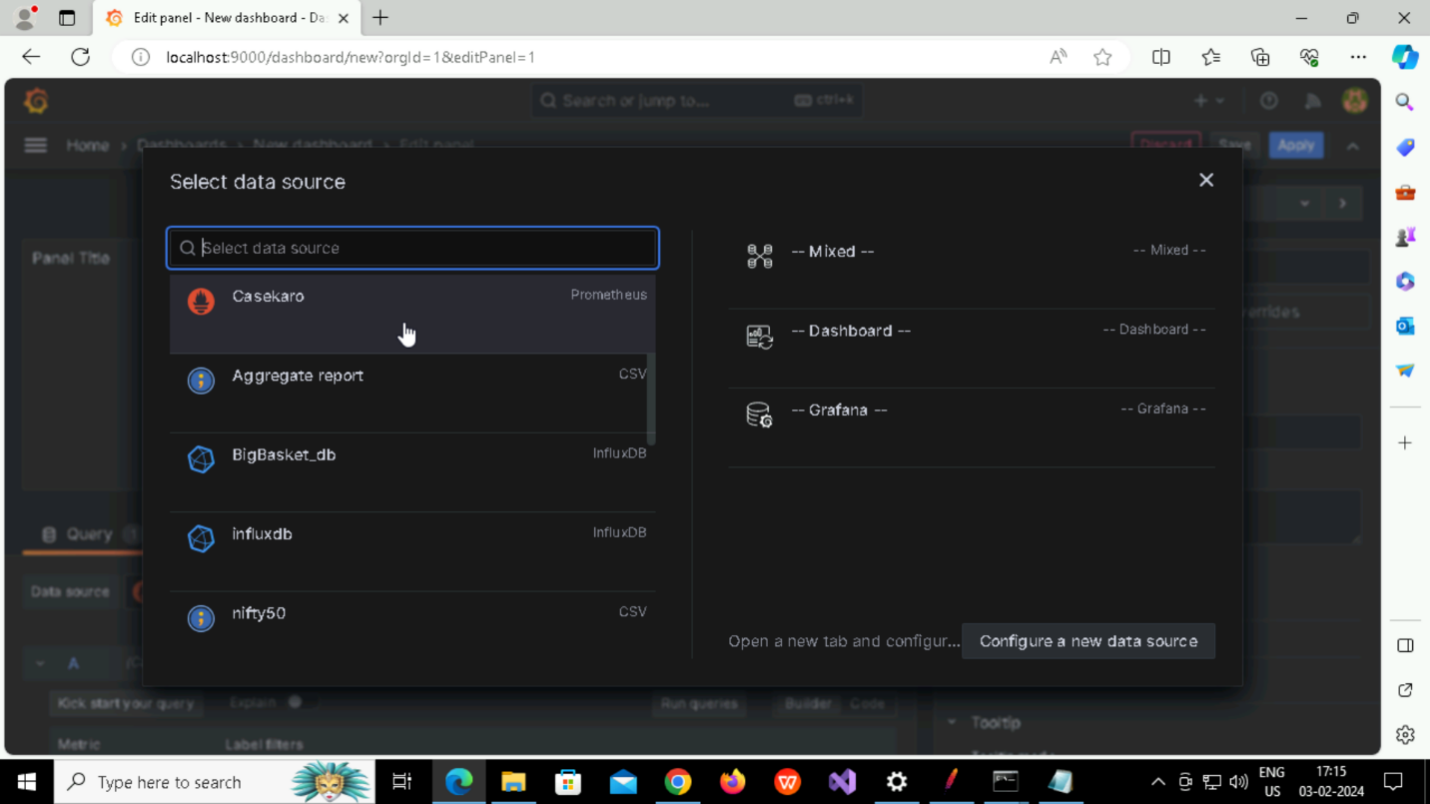 Edit panel - New dashboard - Da
localhost:9000/dashboard/new?orgId=1&editPanel=1
Search or jump to...
ctrl+k
Home › Dashboards › New dashboard › Edit panel
Discard
Save
Apply
Select data source
Select data source
Panel Title
Casekaro
Prometheus
Aggregate report
CSV
BigBasket_db
InfluxDB
influxdb
InfluxDB
nifty50
CSV
-- Mixed --
-- Mixed --
-- Dashboard --
-- Dashboard --
-- Grafana --
-- Grafana --
Open a new tab and configur...
Configure a new data source
Query 1
Data source
A
Kick start your query
Explain
Run queries
Builder
Code
Metric
Label filters
Tooltip
Tooltip mode
Type here to search
ENG
US
17:15
03-02-2024